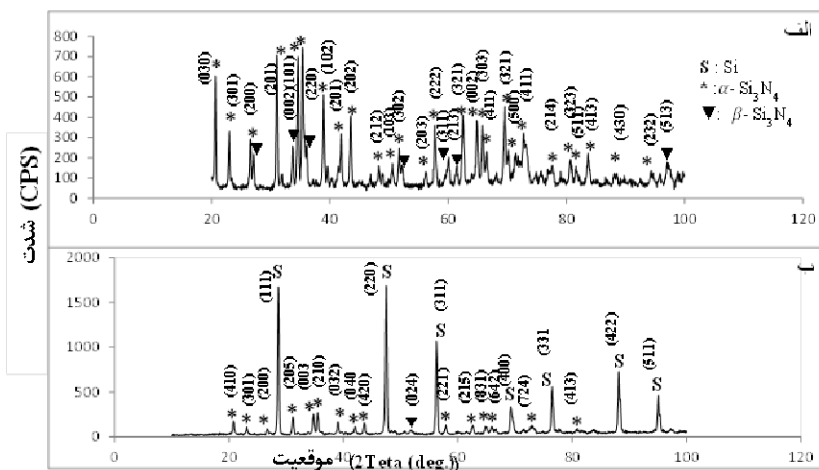 الف
800
700
600
500
400
300
200
100
0
(030) (301) (200) (201) (002) (101) (220) (102) (201) (202) (212) (103) (302) (203) (222) (311) (213) (321) (002) (303) (411) (321) (500) (411) (214) (323) (511) (413) (430) (232) (513)
S : Si
* : α- Si₃N₄
▼: β- Si₃N₄
0 20 40 60 80 100 120
شدت (CPS)
ب
2000
1500
1000
500
0
(410) (301) (200) (111) (205) (003 (210) (032) (040 (420) (220) (024) (311) (221) (215) (831) (642) (400) (724) (331 (413) (422) (511)
S S S S S S S
0 20 40 60 80 100 120
موقعیت (2Teta (deg.))